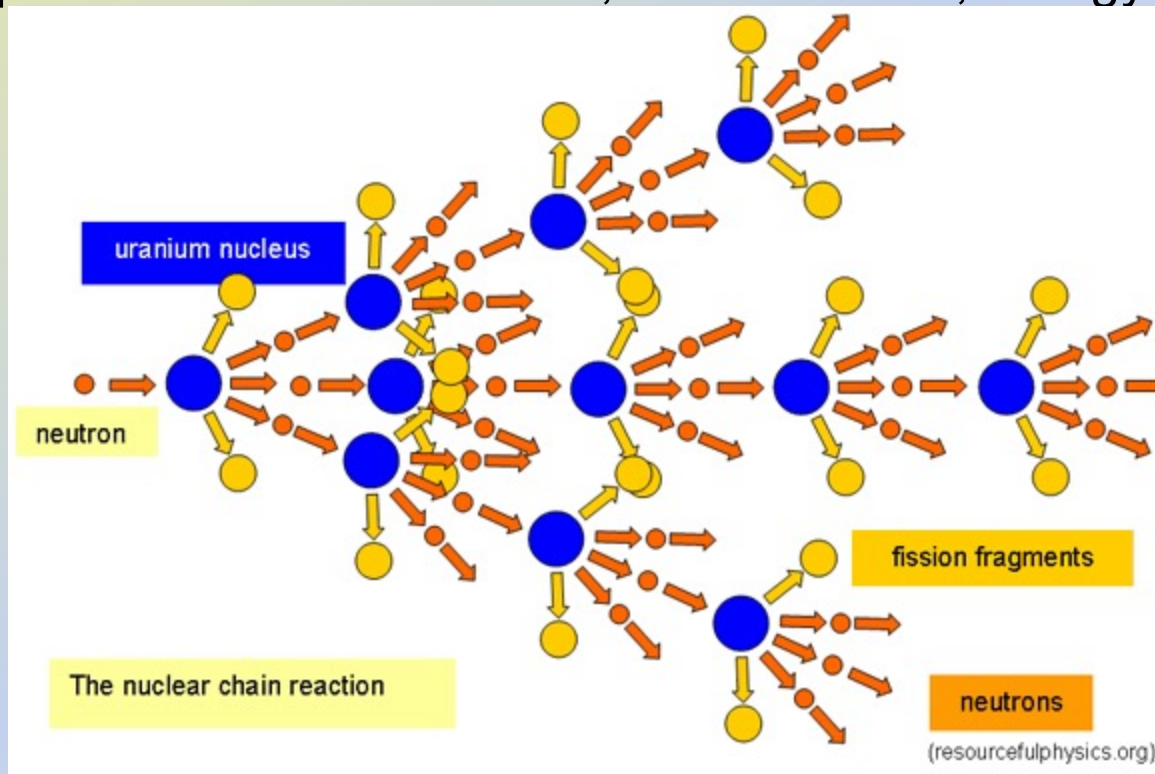 uranium nucleus
neutron
fission fragments
The nuclear chain reaction
neutrons
(resourcefulphysics.org)